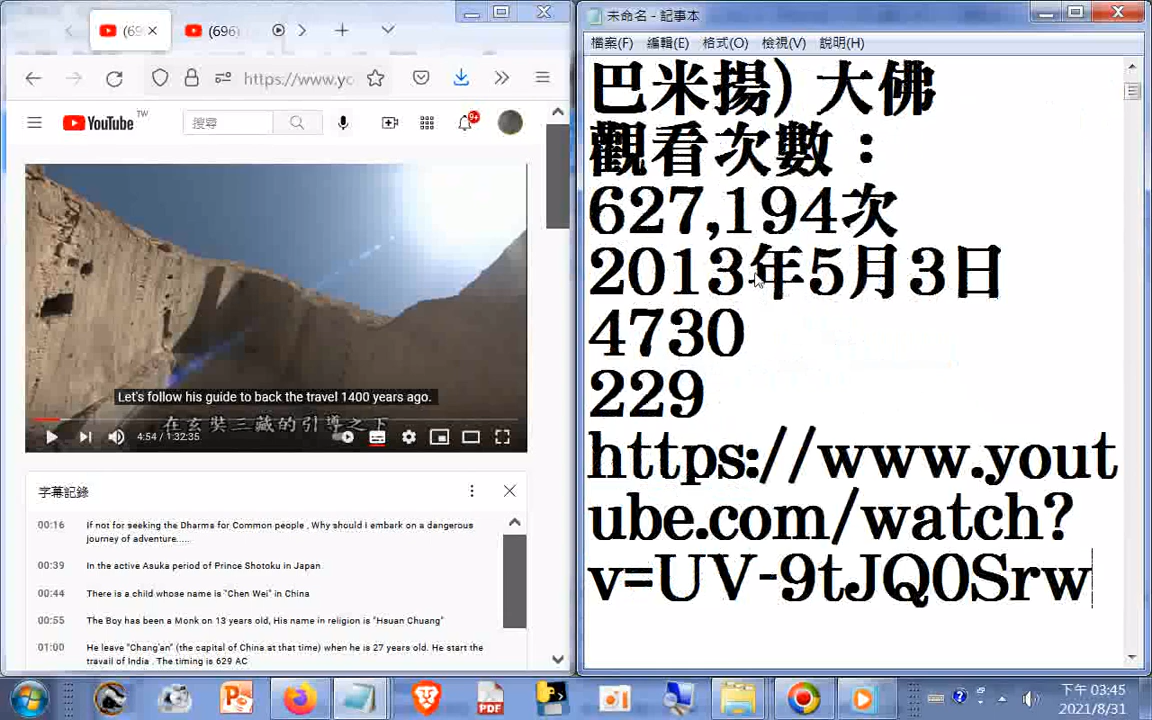 (69
(696)
https://www.yo
YouTube TW
搜尋
9+
Let's follow his guide to back the travel 1400 years ago.
在玄裝三藏的引導之下
4:54 / 1:32:35
字幕記錄
00:16 If not for seeking the Dharma for Common people , Why should I embark on a dangerous
journey of adventure.....
00:39 In the active Asuka period of Prince Shotoku in Japan
00:44 There is a child whose name is "Chen Wei" in China
00:55 The Boy has been a Monk on 13 years old, His name in religion is "Hsuan Chuang"
01:00 He leave "Chang'an" (the capital of China at that time) when he is 27 years old. He start the
travail of India . The timing is 629 AC
未命名 - 記事本
檔案(F) 編輯(E) 格式(O) 檢視(V) 說明(H)
巴米揚) 大佛
觀看次數：
627,194次
2013年5月3日
4730
229
https://www.yout
ube.com/watch?
v=UV-9tJQ0Srw
PDF
下午 03:45
2021/8/31